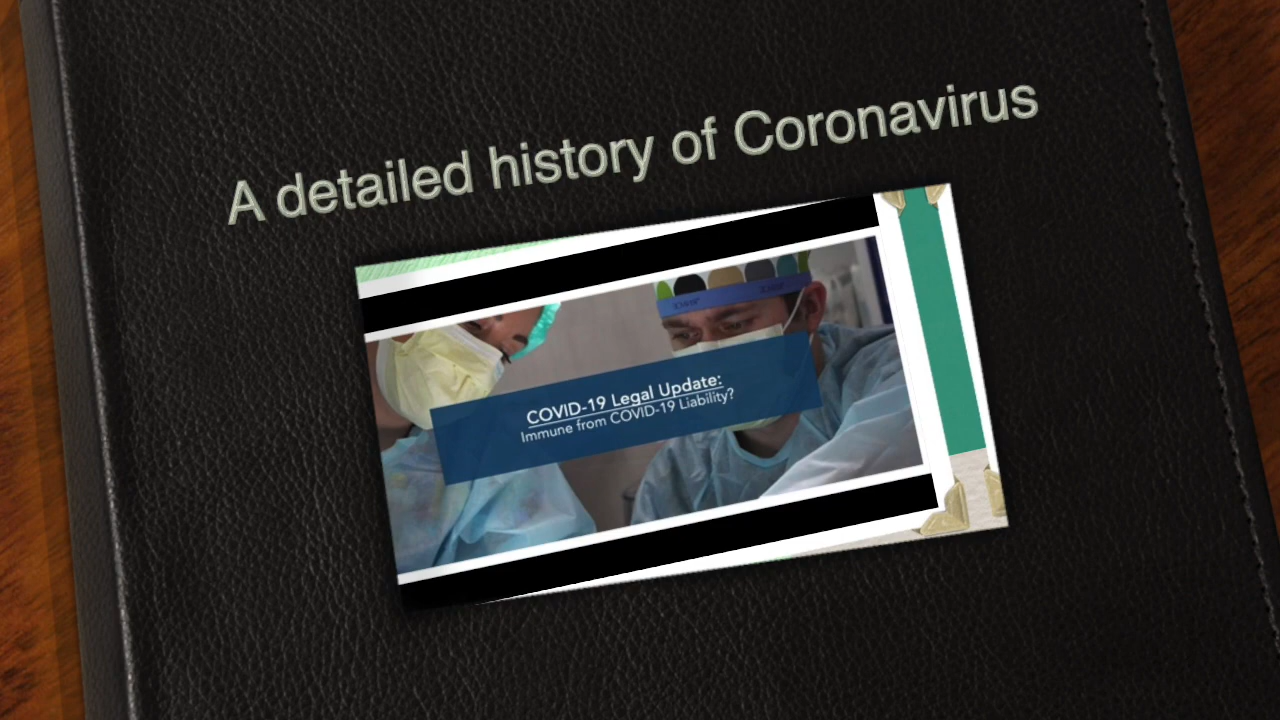 A detailed history of Coronavirus
COVID-19 Legal Update:
Immune from COVID-19 Liability?